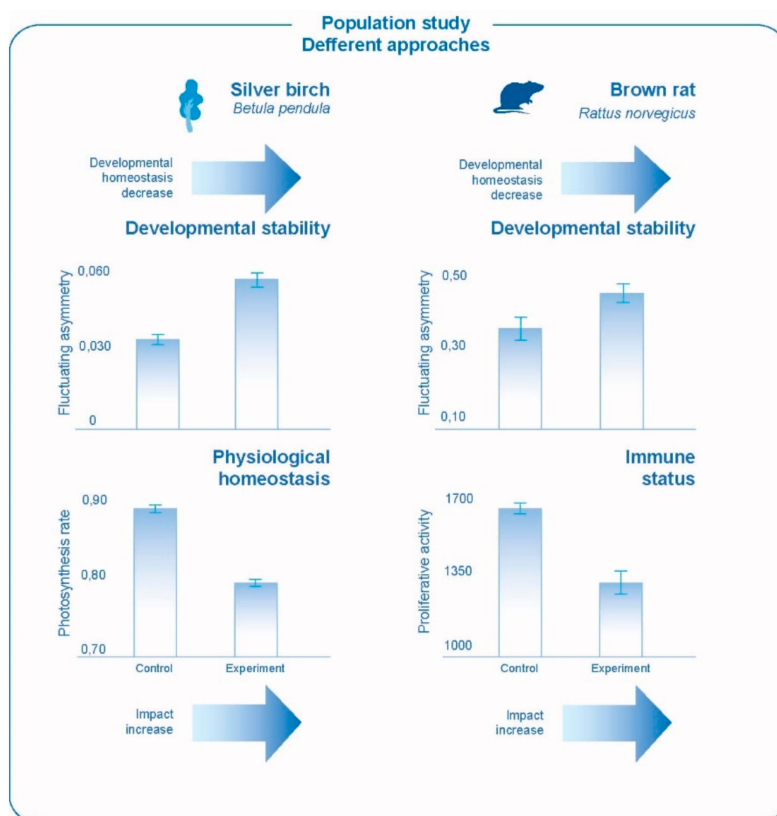 Population study
Defferent approaches
Silver birch
Betula pendula
Developmental
homeostasis
decrease
Developmental stability
Fluctuating asymmetry
0,060
0,030
0
Physiological
homeostasis
Photosynthesis rate
0,90
0,80
0,70
Control
Experiment
Impact
increase
Brown rat
Rattus norvegicus
Developmental
homeostasis
decrease
Developmental stability
Fluctuating asymmetry
0,50
0,30
0,10
Immune
status
Proliferative activity
1700
1350
1000
Control
Experiment
Impact
increase